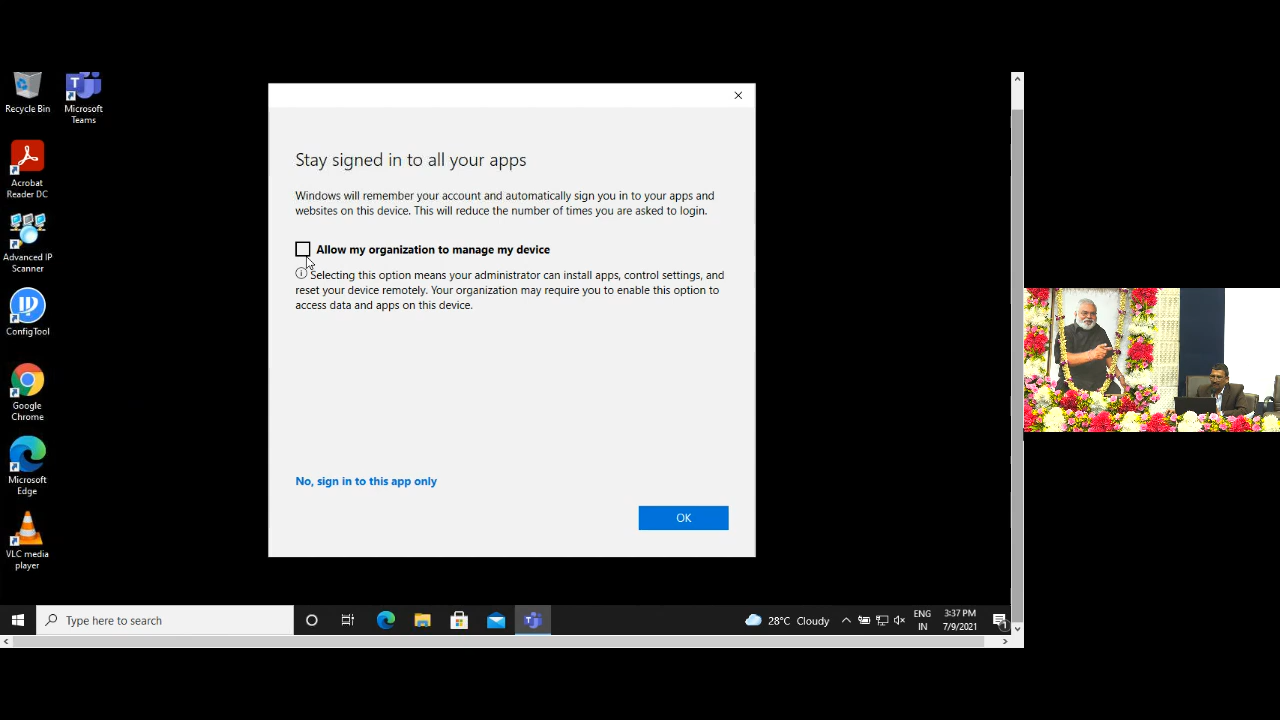 Recycle Bin
Microsoft
Teams
Acrobat
Reader DC
Advanced IP
Scanner
IP
ConfigTool
Google
Chrome
Microsoft
Edge
VLC media
player
Stay signed in to all your apps
Windows will remember your account and automatically sign you in to your apps and
websites on this device. This will reduce the number of times you are asked to login.
Allow my organization to manage my device
Selecting this option means your administrator can install apps, control settings, and
reset your device remotely. Your organization may require you to enable this option to
access data and apps on this device.
No, sign in to this app only
OK
Type here to search
28°C Cloudy
ENG
IN
3:37 PM
7/9/2021
1